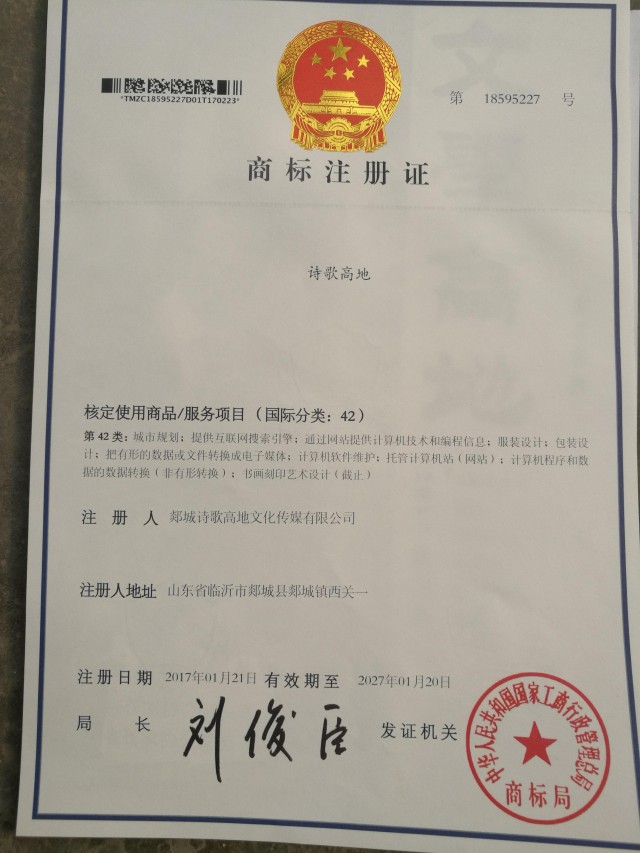 *TMZC18595227D01T170223*
第 18595227 号
商标注册证
诗歌高地
核定使用商品/服务项目（国际分类：42）
第 42 类：城市规划；提供互联网搜索引擎；通过网站提供计算机技术和编程信息；服装设计；包装设
计；把有形的数据或文件转换成电子媒体；计算机软件维护；托管计算机站（网站）；计算机程序和数
据的数据转换（非有形转换）；书画刻印艺术设计（截止）
注册人 郯城诗歌高地文化传媒有限公司
注册人地址 山东省临沂市郯城县郯城镇西关一
注册日期 2017年01月21日 有效期至 2027年01月20日
局长 刘俊臣 发证机关
中华人民共和国国家工商行政管理总局
商标局